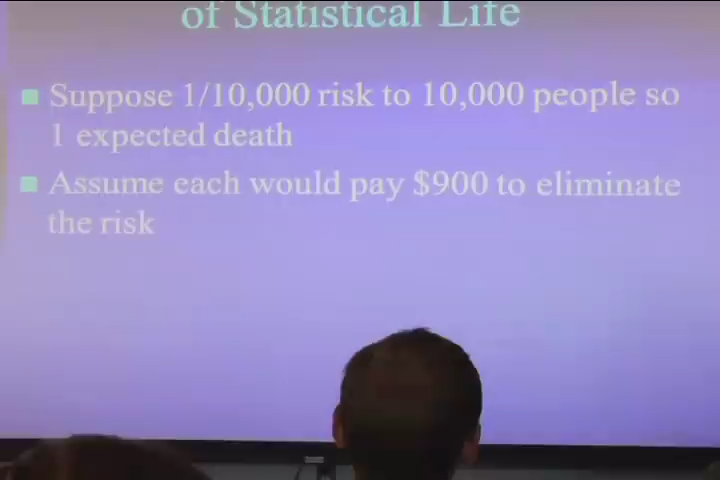 of Statistical Life
Suppose 1/10,000 risk to 10,000 people so
1 expected death
Assume each would pay $900 to eliminate
the risk